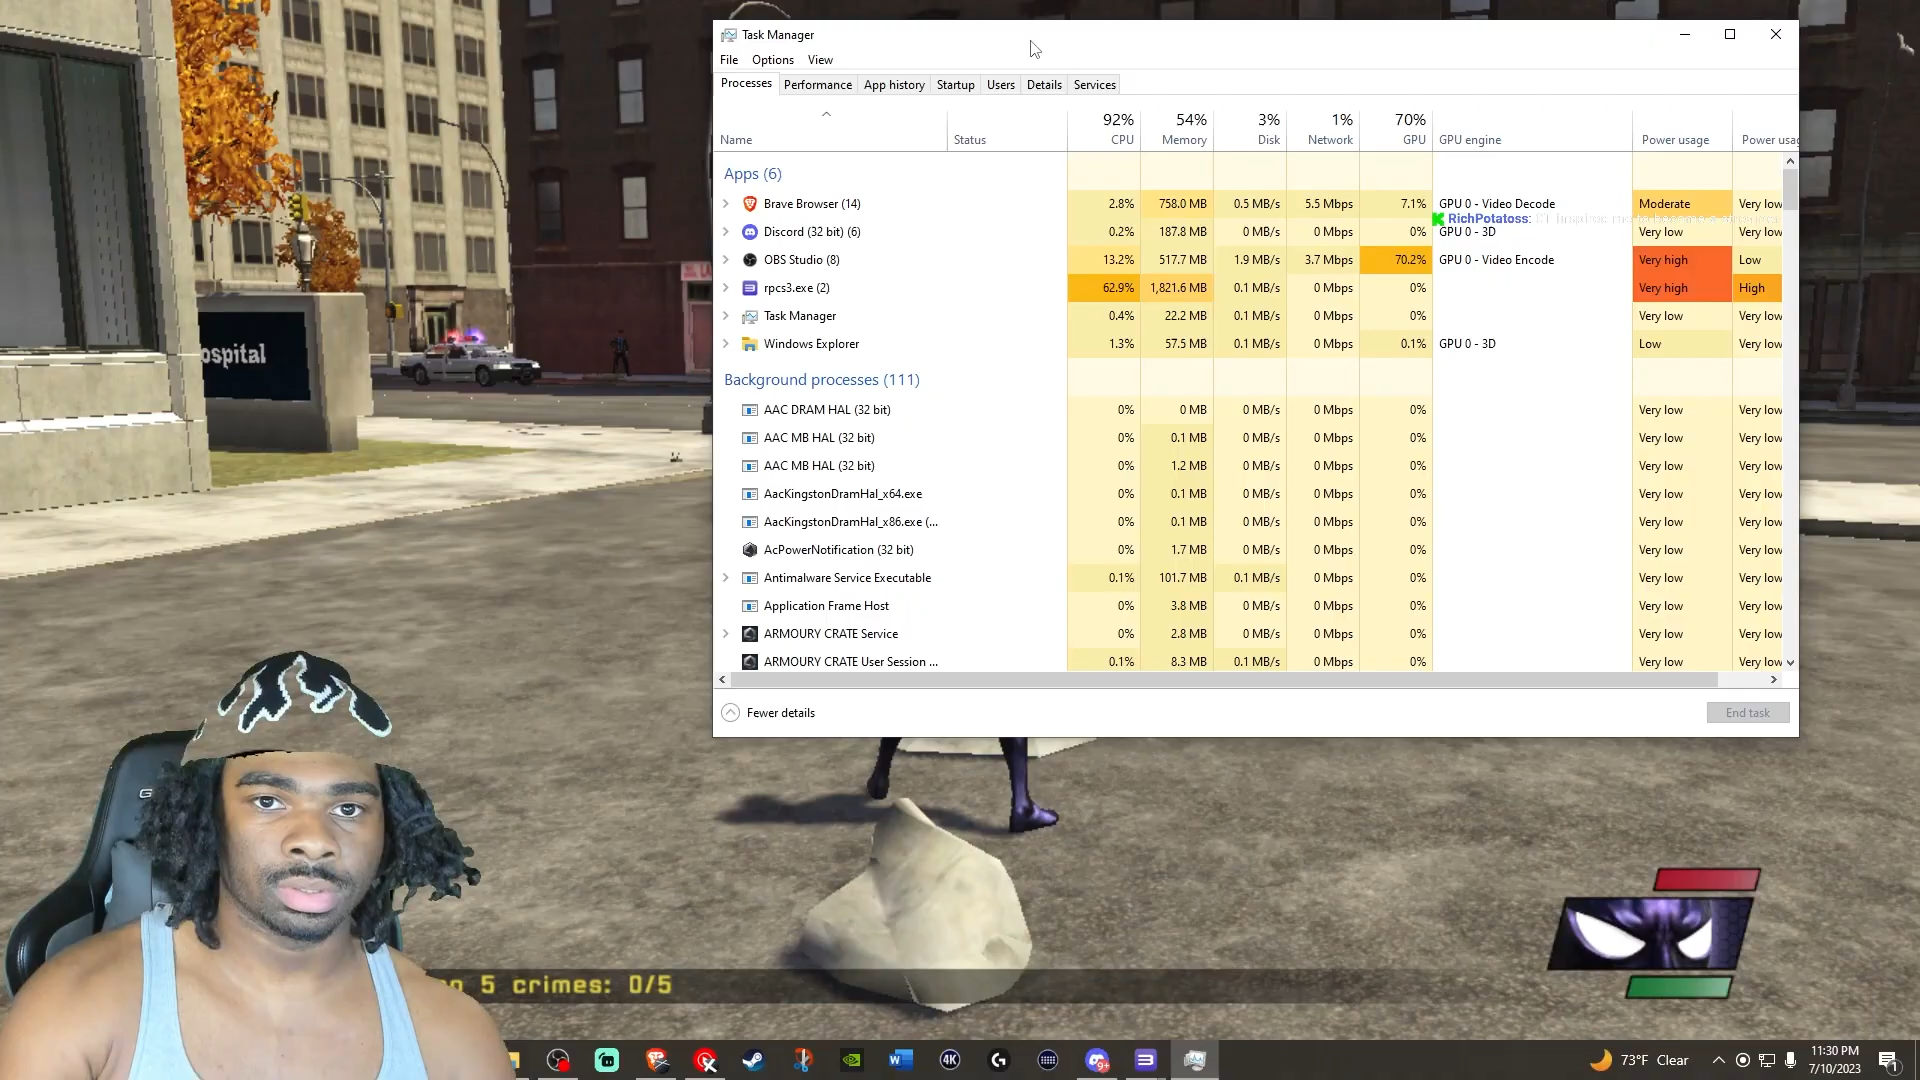 Task Manager
File Options View
Processes Performance App history Startup Users Details Services
92% 54% 3% 1% 70%
Name Status CPU Memory Disk Network GPU GPU engine Power usage Power usag
Apps (6)
Brave Browser (14) 2.8% 758.0 MB 0.5 MB/s 5.5 Mbps 7.1% GPU 0 - Video Decode Moderate Very low
RichPotatoss:
Discord (32 bit) (6) 0.2% 187.8 MB 0 MB/s 0 Mbps 0% GPU 0 - 3D Very low Very low
OBS Studio (8) 13.2% 517.7 MB 1.9 MB/s 3.7 Mbps 70.2% GPU 0 - Video Encode Very high Low
rpcs3.exe (2) 62.9% 1,821.6 MB 0.1 MB/s 0 Mbps 0% Very high High
Task Manager 0.4% 22.2 MB 0.1 MB/s 0 Mbps 0% Very low Very low
Windows Explorer 1.3% 57.5 MB 0.1 MB/s 0 Mbps 0.1% GPU 0 - 3D Low Very low
Background processes (111)
AAC DRAM HAL (32 bit) 0% 0 MB 0 MB/s 0 Mbps 0% Very low Very low
AAC MB HAL (32 bit) 0% 0.1 MB 0 MB/s 0 Mbps 0% Very low Very low
AAC MB HAL (32 bit) 0% 1.2 MB 0 MB/s 0 Mbps 0% Very low Very low
AacKingstonDramHal_x64.exe 0% 0.1 MB 0 MB/s 0 Mbps 0% Very low Very low
AacKingstonDramHal_x86.exe (... 0% 0.1 MB 0 MB/s 0 Mbps 0% Very low Very low
AcPowerNotification (32 bit) 0% 1.7 MB 0 MB/s 0 Mbps 0% Very low Very low
Antimalware Service Executable 0.1% 101.7 MB 0.1 MB/s 0 Mbps 0% Very low Very low
Application Frame Host 0% 3.8 MB 0 MB/s 0 Mbps 0% Very low Very low
ARMOURY CRATE Service 0% 2.8 MB 0 MB/s 0 Mbps 0% Very low Very low
ARMOURY CRATE User Session ... 0.1% 8.3 MB 0.1 MB/s 0 Mbps 0% Very low Very low
Fewer details End task
ospital
5 crimes: 0/5
73°F Clear
11:30 PM
7/10/2023